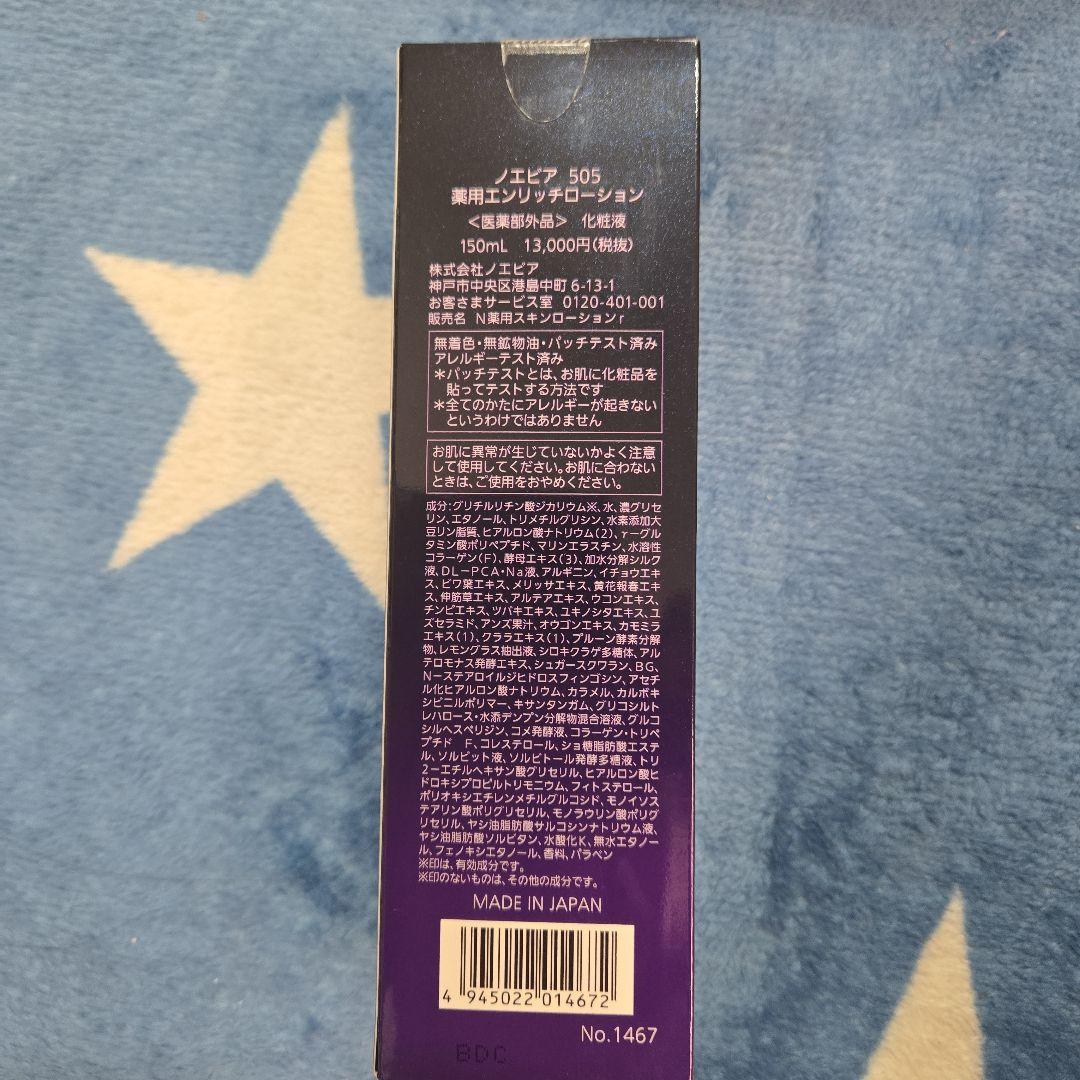 ノエビア 505
薬用エンリッチローション
<医薬部外品> 化粧液
150mL 13,000円(税抜)
株式会社ノエビア
神戸市中央区港島中町 6-13-1
お客さまサービス室 0120-401-001
販売名 N薬用スキンローションr
無着色・無鉱物油・パッチテスト済み
アレルギーテスト済み
*パッチテストとは、お肌に化粧品を
貼ってテストする方法です
*全てのかたにアレルギーが起きない
というわけではありません
お肌に異常が生じていないかよく注意
して使用してください。お肌に合わない
ときは、ご使用をおやめください。
成分:グリチルリチン酸ジカリウム※、水、濃グリセ
リン、エタノール、トリメチルグリシン、水素添加大
豆リン脂質、ヒアルロン酸ナトリウム(2)、γ-グル
タミン酸ポリペプチド、マリンエラスチン、水溶性
コラーゲン(F)、酵母エキス(3)、加水分解シルク
液、DL-PCA・Na液、アルギニン、イチョウエキ
ス、ビワ葉エキス、メリッサエキス、黄花報春エキ
ス、伸筋草エキス、アルテアエキス、ウコンエキス、
チンピエキス、ツバキエキス、ユキノシタエキス、ユ
ズセラミド、アンズ果汁、オウゴンエキス、カモミラ
エキス(1)、クララエキス(1)、プルーン酵素分解
物、レモングラス抽出液、シロキクラゲ多糖体、アル
テロモナス発酵エキス、シュガースクワラン、BG、
N-ステアロイルジヒドロスフィンゴシン、アセチ
ル化ヒアルロン酸ナトリウム、カラメル、カルボキ
シビニルポリマー、キサンタンガム、グリコシルト
レハロース・水添デンプン分解物混合溶液、グルコ
シルヘスペリジン、コメ発酵液、コラーゲン・トリペ
プチド F、コレステロール、ショ糖脂肪酸エステ
ル、ソルビット液、ソルビトール発酵多糖液、トリ
2-エチルヘキサン酸グリセリル、ヒアルロン酸ヒ
ドロキシプロピルトリモニウム、フィトステロール、
ポリオキシエチレンメチルグルコシド、モノイソス
テアリン酸ポリグリセリル、モノラウリン酸ポリグ
リセリル、ヤシ油脂肪酸サルコシンナトリウム液、
ヤシ油脂肪酸ソルビタン、水酸化K、無水エタノー
ル、フェノキシエタノール、香料、パラベン
※印は、有効成分です。
※印のないものは、その他の成分です。
MADE IN JAPAN
4 945022 014672
No.1467
BDC